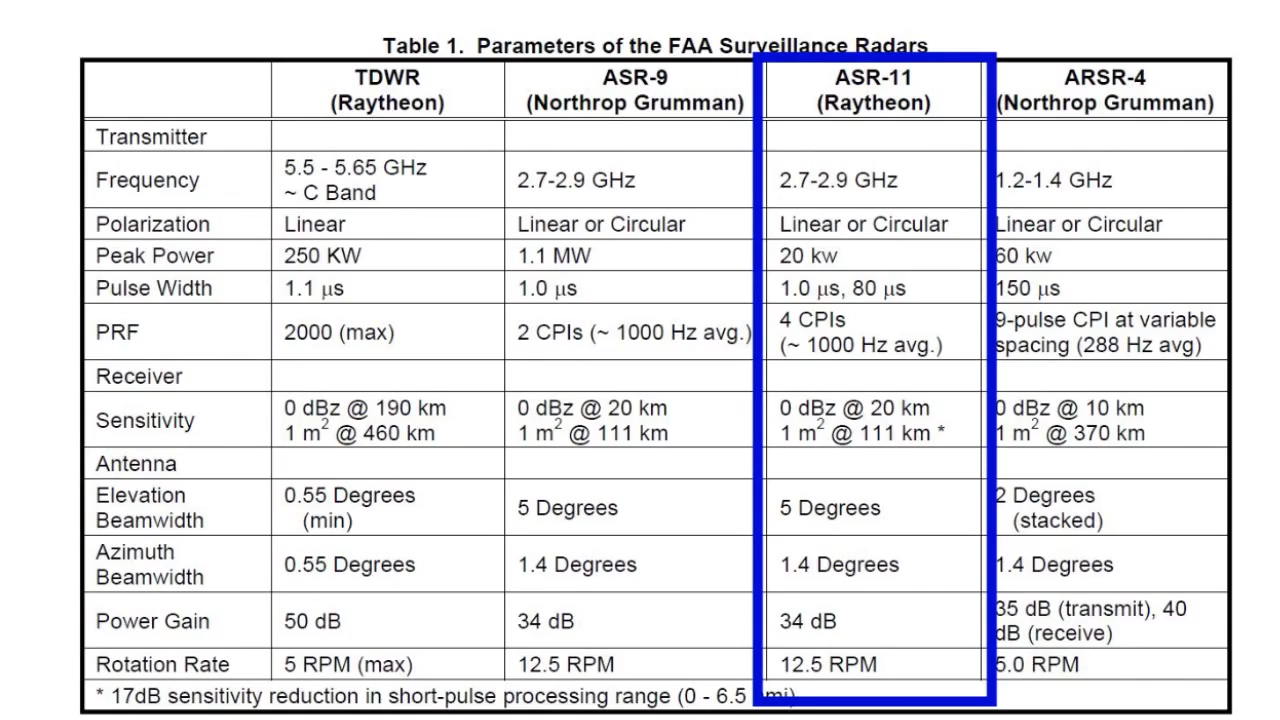 Table 1.  Parameters of the FAA Surveillance Radars
TDWR (Raytheon) ASR-9 (Northrop Grumman) ASR-11 (Raytheon) ARSR-4 (Northrop Grumman)
Transmitter
Frequency 5.5 - 5.65 GHz ~ C Band 2.7-2.9 GHz 2.7-2.9 GHz 1.2-1.4 GHz
Polarization Linear Linear or Circular Linear or Circular Linear or Circular
Peak Power 250 KW 1.1 MW 20 kw 60 kw
Pulse Width 1.1 μs 1.0 μs 1.0 μs, 80 μs 150 μs
PRF 2000 (max) 2 CPIs (~ 1000 Hz avg.) 4 CPIs (~ 1000 Hz avg.) 9-pulse CPI at variable spacing (288 Hz avg)
Receiver
Sensitivity 0 dBz @ 190 km 1 m² @ 460 km 0 dBz @ 20 km 1 m² @ 111 km 0 dBz @ 20 km 1 m² @ 111 km * 0 dBz @ 10 km 1 m² @ 370 km
Antenna
Elevation Beamwidth 0.55 Degrees (min) 5 Degrees 5 Degrees 2 Degrees (stacked)
Azimuth Beamwidth 0.55 Degrees 1.4 Degrees 1.4 Degrees 1.4 Degrees
Power Gain 50 dB 34 dB 34 dB 35 dB (transmit), 40 dB (receive)
Rotation Rate 5 RPM (max) 12.5 RPM 12.5 RPM 5.0 RPM
* 17dB sensitivity reduction in short-pulse processing range (0 - 6.5 nmi)